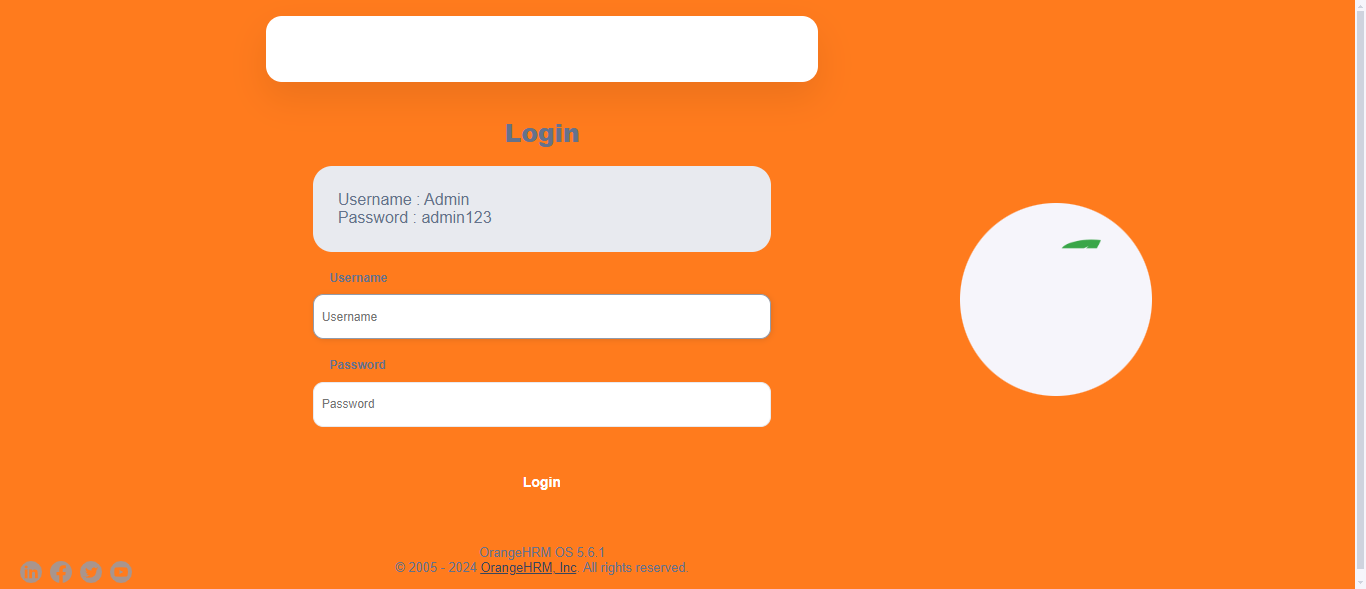 Login
Username : Admin
Password : admin123
Username
Username
Password
Password
Login
OrangeHRM OS 5.6.1
© 2005 - 2024 OrangeHRM, Inc. All rights reserved.